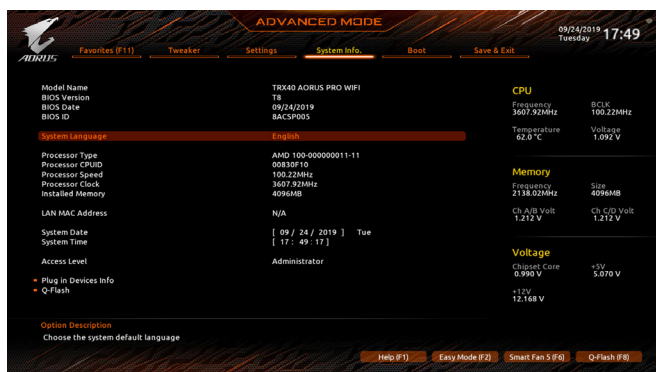 ADVANCED MODE
09/24/2019 Tuesday 17:49
AORUS
Favorites (F11) Tweaker Settings System Info. Boot Save & Exit
Model Name TRX40 AORUS PRO WIFI
BIOS Version T8
BIOS Date 09/24/2019
BIOS ID 8ACSP005
System Language English
Processor Type AMD 100-000000011-11
Processor CPUID 00830F10
Processor Speed 100.22MHz
Processor Clock 3607.92MHz
Installed Memory 4096MB
LAN MAC Address N/A
System Date [ 09 / 24 / 2019 ] Tue
System Time [ 17 : 49 : 17 ]
Access Level Administrator
Plug in Devices Info
Q-Flash
CPU
Frequency BCLK
3607.92MHz 100.22MHz
Temperature Voltage
62.0 °C 1.092 V
Memory
Frequency Size
2138.02MHz 4096MB
Ch A/B Volt Ch C/D Volt
1.212 V 1.212 V
Voltage
Chipset Core +5V
0.990 V 5.070 V
+12V
12.168 V
Option Description
Choose the system default language
Help (F1) Easy Mode (F2) Smart Fan 5 (F6) Q-Flash (F8)